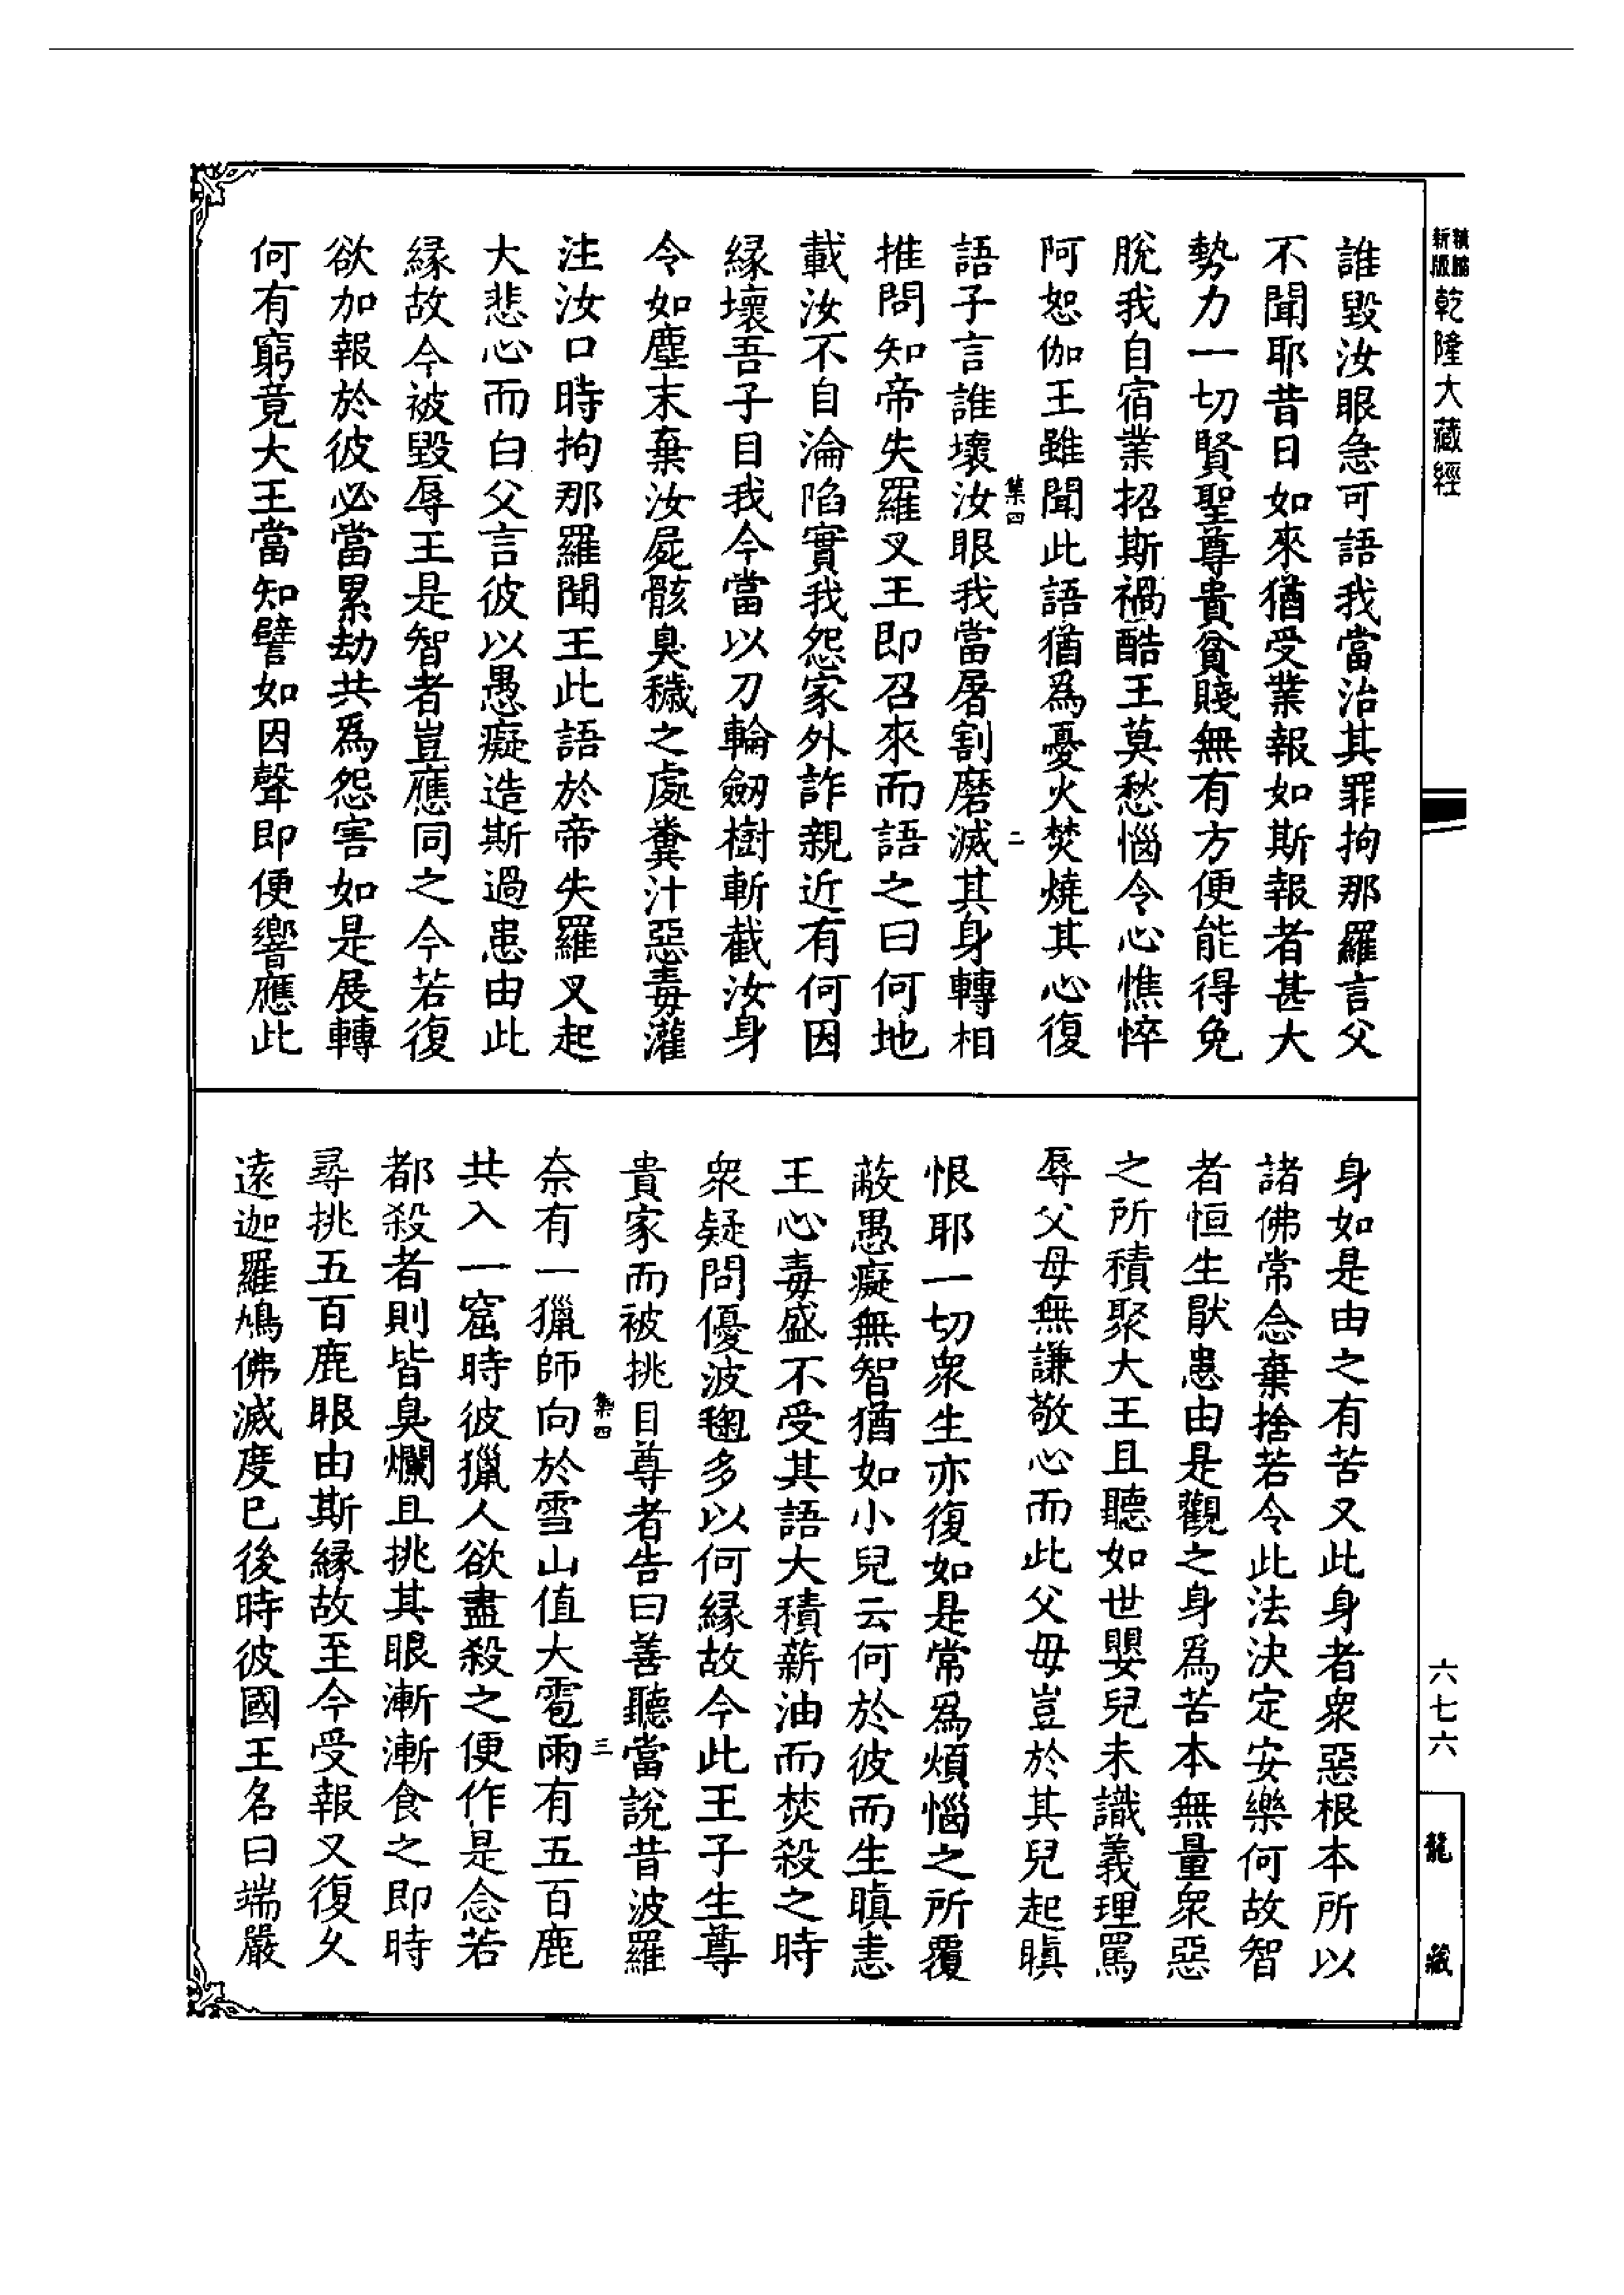 精編
新版
乾隆大藏經
誰毀汝眼急可語我當治其罪拘那羅言父
不聞耶昔日如來猶受業報如斯報者甚大
勢力一切賢聖尊貴貧賤無有方便能得免
脫我自宿業招斯禍酷王莫愁惱令心憔悴
阿恕伽王雖聞此語猶爲憂火焚燒其心復
集四
二
語子言誰壞汝眼我當屠割磨滅其身轉相
推問知帝失羅叉王即召來而語之曰何地
載汝不自淪陷實我怨家外詐親近有何因
縁壞吾子目我今當以刀輪劒樹斬截汝身
令如塵末棄汝屍骸臭穢之處糞汁惡毒灌
注汝口時拘那羅聞王此語於帝失羅叉起
大悲心而白父言彼以愚癡造斯過患由此
縁故今被毀辱王是智者豈應同之今若復
欲加報於彼必當累劫共爲怨害如是展轉
何有窮竟大王當知譬如因聲即便響應此
身如是由之有苦又此身者衆惡根本所以
諸佛常念棄捨若令此法決定安樂何故智
者恒生猒患由是觀之身爲苦本無量衆惡
之所積聚大王且聽如世嬰兒未識義理罵
辱父母無謙敬心而此父母豈於其兒起瞋
恨耶一切衆生亦復如是常爲煩惱之所覆
蔽愚癡無智猶如小兒云何於彼而生瞋恚
王心毒盛不受其語大積薪油而焚殺之時
衆疑問優波毱多以何縁故今此王子生尊
貴家而被挑目尊者告曰善聽當說昔波羅
集四
三
奈有一獵師向於雪山值大雹雨有五百鹿
共入一窟時彼獵人欲盡殺之便作是念若
都殺者則皆臭爛且挑其眼漸漸食之即時
尋挑五百鹿眼由斯縁故至今受報又復久
遠迦羅鳩佛滅度已後時彼國王名曰端嚴
六七六
龍藏